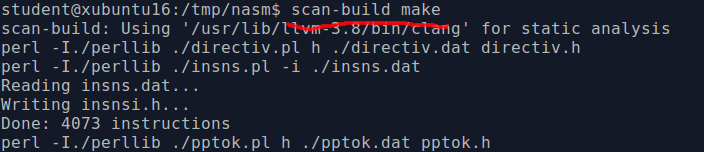 student@xubuntu16:/tmp/nasm$ scan-build make
scan-build: Using '/usr/lib/llvm-3.8/bin/clang' for static analysis
perl -I./perllib ./directiv.pl h ./directiv.dat directiv.h
perl -I./perllib ./insns.pl -i ./insns.dat
Reading insns.dat...
Writing insnsi.h...
Done: 4073 instructions
perl -I./perllib ./pptok.pl h ./pptok.dat pptok.h